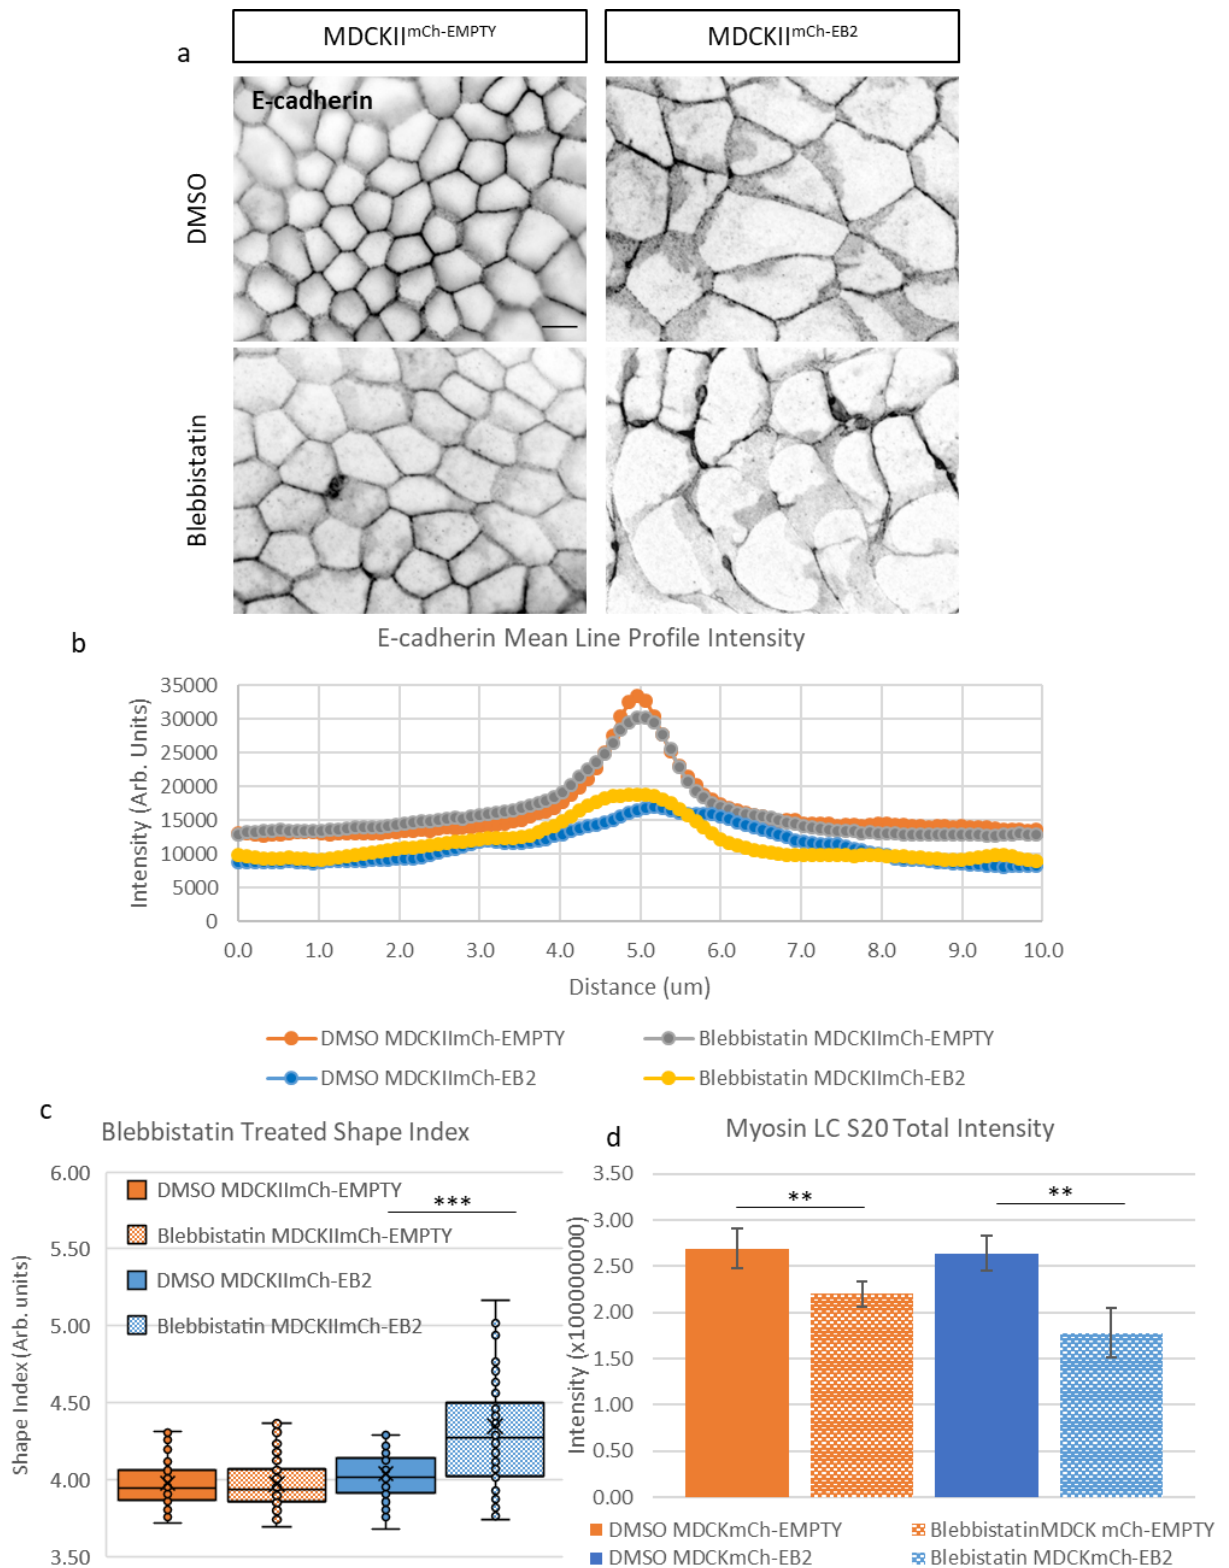 MDCKII^mCh-EMPTY
MDCKII^mCh-EB2
a
E-cadherin
DMSO
Blebbistatin
b
E-cadherin Mean Line Profile Intensity
Intensity (Arb. Units)
35000
30000
25000
20000
15000
10000
5000
0
0.0 1.0 2.0 3.0 4.0 5.0 6.0 7.0 8.0 9.0 10.0
Distance (um)
DMSO MDCKIImCh-EMPTY
Blebbistatin MDCKIImCh-EMPTY
DMSO MDCKIImCh-EB2
Blebbistatin MDCKIImCh-EB2
c
Blebbistatin Treated Shape Index
Shape Index (Arb. units)
6.00
5.50
5.00
4.50
4.00
3.50
DMSO MDCKIImCh-EMPTY
Blebbistatin MDCKIImCh-EMPTY
DMSO MDCKIImCh-EB2
Blebbistatin MDCKIImCh-EB2
***
d
Myosin LC S20 Total Intensity
Intensity (x100000000)
3.50
3.00
2.50
2.00
1.50
1.00
0.50
0.00
**
**
DMSO MDCKmCh-EMPTY
BlebbistatinMDCK mCh-EMPTY
DMSO MDCKmCh-EB2
Blebbistatin MDCKmCh-EB2